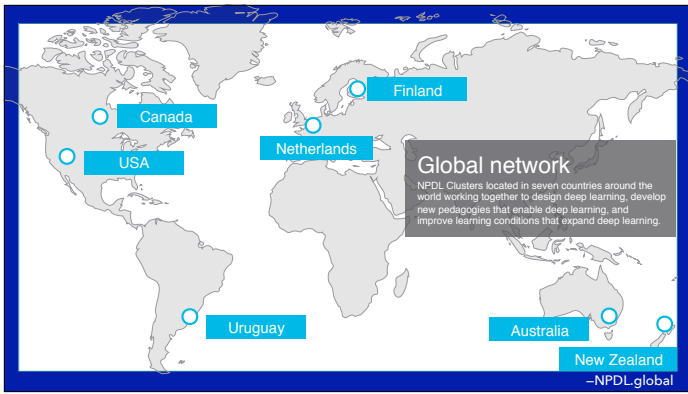 Finland
Canada
Netherlands
USA
Global network
NPDL Clusters located in seven countries around the
world working together to design deep learning, develop
new pedagogies that enable deep learning, and
improve learning conditions that expand deep learning.
Uruguay
Australia
New Zealand
–NPDL.global